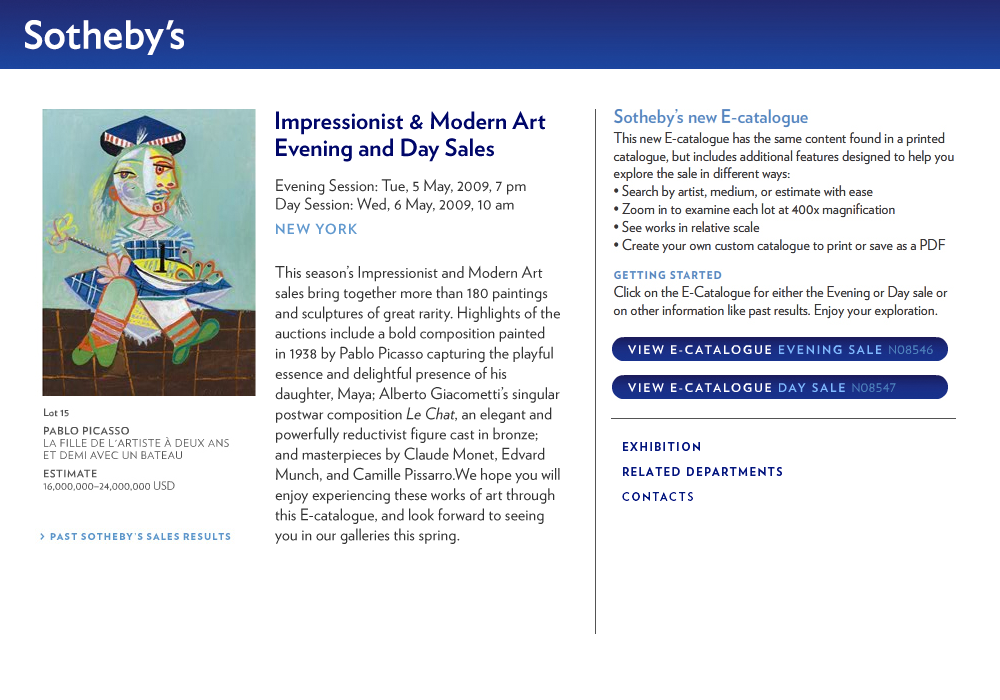 Sotheby's
Lot 15
PABLO PICASSO
LA FILLE DE L'ARTISTE À DEUX ANS
ET DEMI AVEC UN BATEAU
ESTIMATE
16,000,000–24,000,000 USD
> PAST SOTHEBY'S SALES RESULTS
Impressionist & Modern Art
Evening and Day Sales
Evening Session: Tue, 5 May, 2009, 7 pm
Day Session: Wed, 6 May, 2009, 10 am
NEW YORK
This season's Impressionist and Modern Art
sales bring together more than 180 paintings
and sculptures of great rarity. Highlights of the
auctions include a bold composition painted
in 1938 by Pablo Picasso capturing the playful
essence and delightful presence of his
daughter, Maya; Alberto Giacometti's singular
postwar composition Le Chat, an elegant and
powerfully reductivist figure cast in bronze;
and masterpieces by Claude Monet, Edvard
Munch, and Camille Pissarro.We hope you will
enjoy experiencing these works of art through
this E-catalogue, and look forward to seeing
you in our galleries this spring.
Sotheby's new E-catalogue
This new E-catalogue has the same content found in a printed
catalogue, but includes additional features designed to help you
explore the sale in different ways:
• Search by artist, medium, or estimate with ease
• Zoom in to examine each lot at 400x magnification
• See works in relative scale
• Create your own custom catalogue to print or save as a PDF
GETTING STARTED
Click on the E-Catalogue for either the Evening or Day sale or
on other information like past results. Enjoy your exploration.
VIEW E-CATALOGUE EVENING SALE N08546
VIEW E-CATALOGUE DAY SALE N08547
EXHIBITION
RELATED DEPARTMENTS
CONTACTS